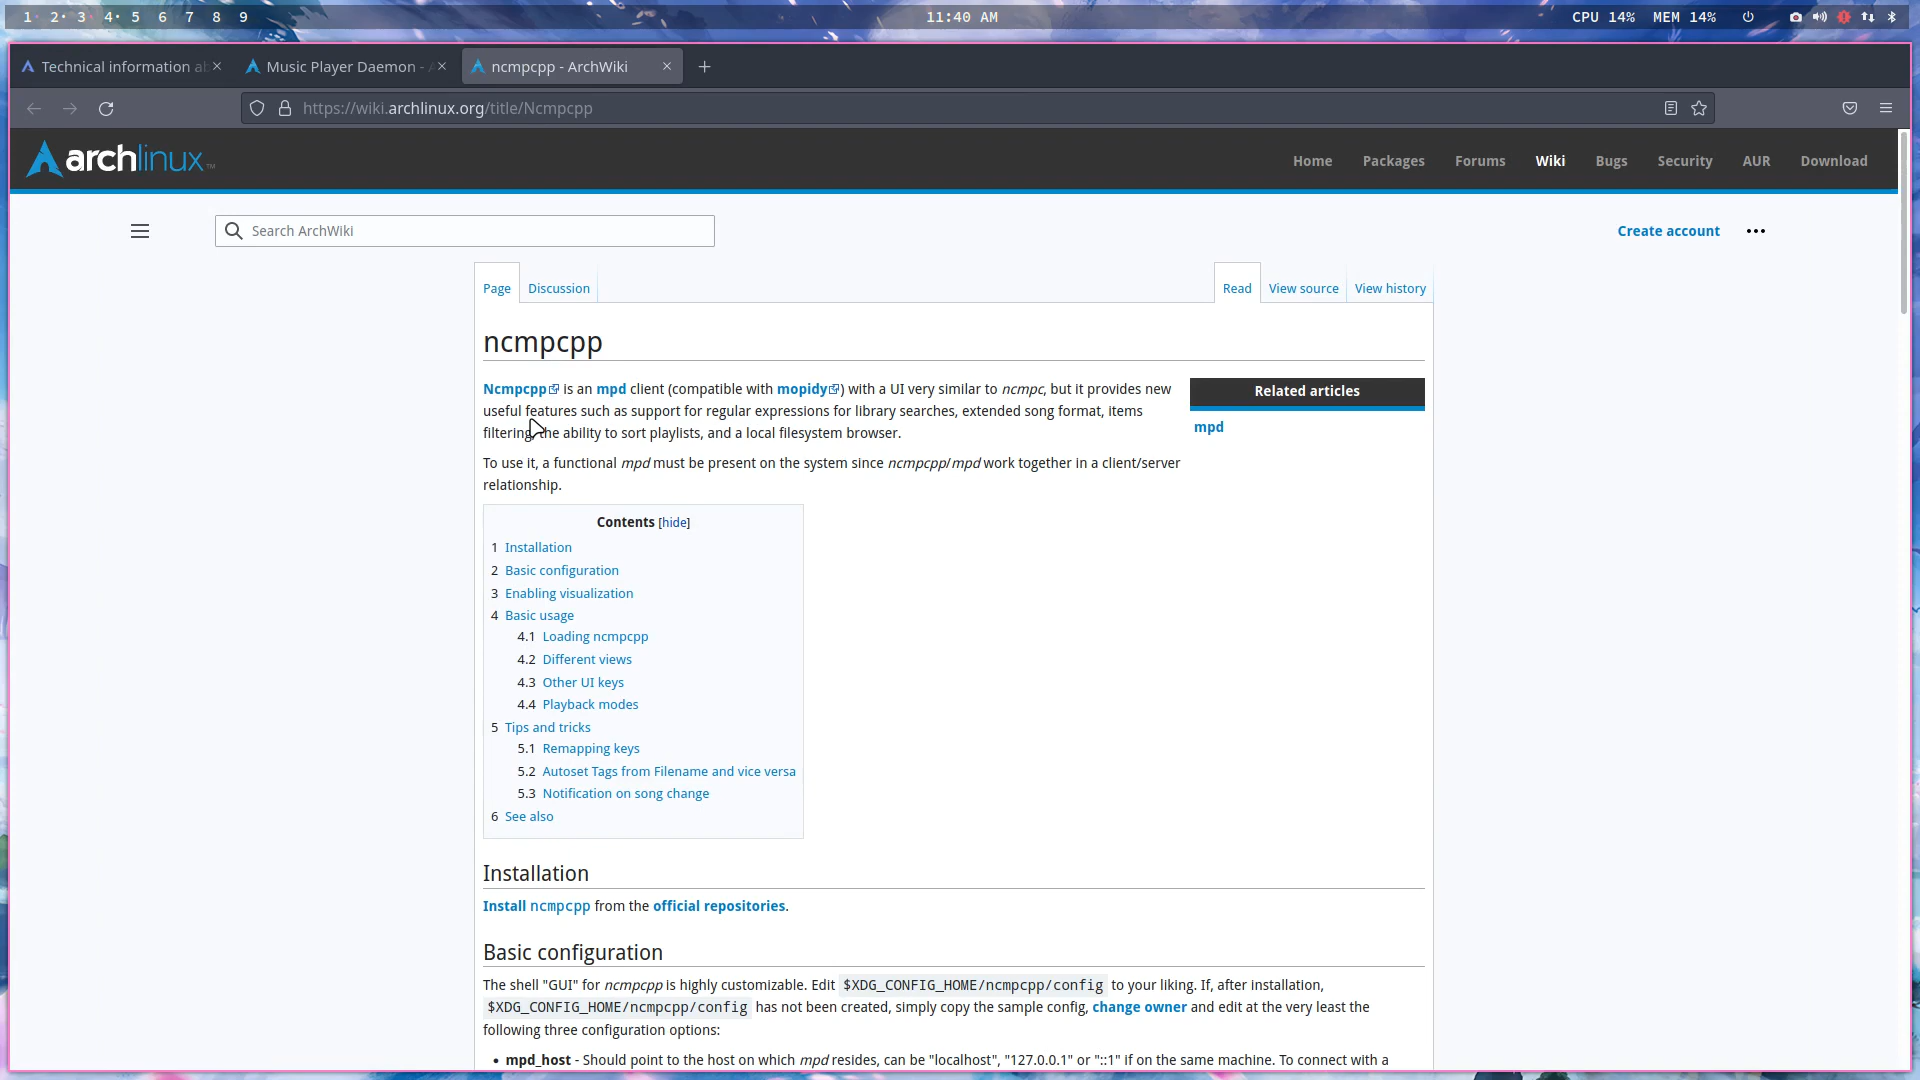 1 2 3 4 5 6 7 8 9 11:40 AM CPU 14% MEM 14%
Technical information a Music Player Daemon - ncmpcpp - ArchWiki
https://wiki.archlinux.org/title/Ncmpcpp
archlinux™ Home Packages Forums Wiki Bugs Security AUR Download
Search ArchWiki Create account
Page Discussion Read View source View history
ncmpcpp
Ncmpcpp is an mpd client (compatible with mopidy) with a UI very similar to ncmpc, but it provides new
useful features such as support for regular expressions for library searches, extended song format, items
filtering, the ability to sort playlists, and a local filesystem browser.
Related articles
mpd
To use it, a functional mpd must be present on the system since ncmpcpp/mpd work together in a client/server
relationship.
Contents [hide]
1 Installation
2 Basic configuration
3 Enabling visualization
4 Basic usage
4.1 Loading ncmpcpp
4.2 Different views
4.3 Other UI keys
4.4 Playback modes
5 Tips and tricks
5.1 Remapping keys
5.2 Autoset Tags from Filename and vice versa
5.3 Notification on song change
6 See also
Installation
Install ncmpcpp from the official repositories.
Basic configuration
The shell "GUI" for ncmpcpp is highly customizable. Edit $XDG_CONFIG_HOME/ncmpcpp/config to your liking. If, after installation,
$XDG_CONFIG_HOME/ncmpcpp/config has not been created, simply copy the sample config, change owner and edit at the very least the
following three configuration options:
• mpd_host - Should point to the host on which mpd resides, can be "localhost", "127.0.0.1" or "::1" if on the same machine. To connect with a